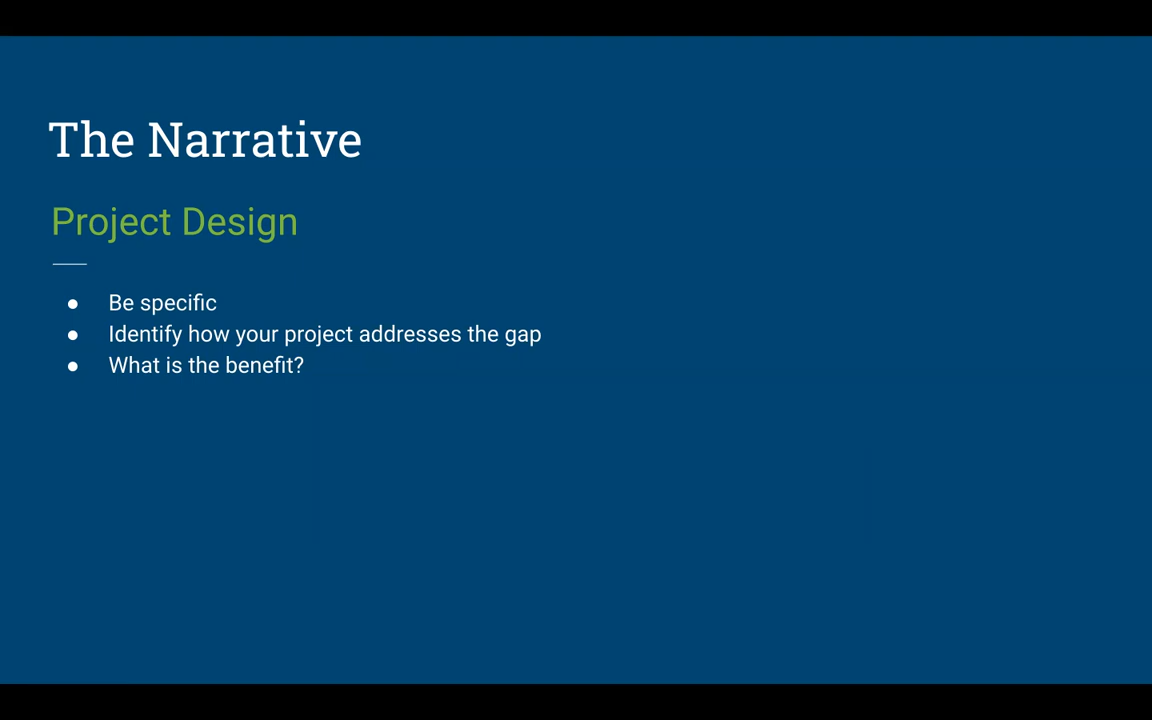 The Narrative
Project Design
● Be specific
● Identify how your project addresses the gap
● What is the benefit?